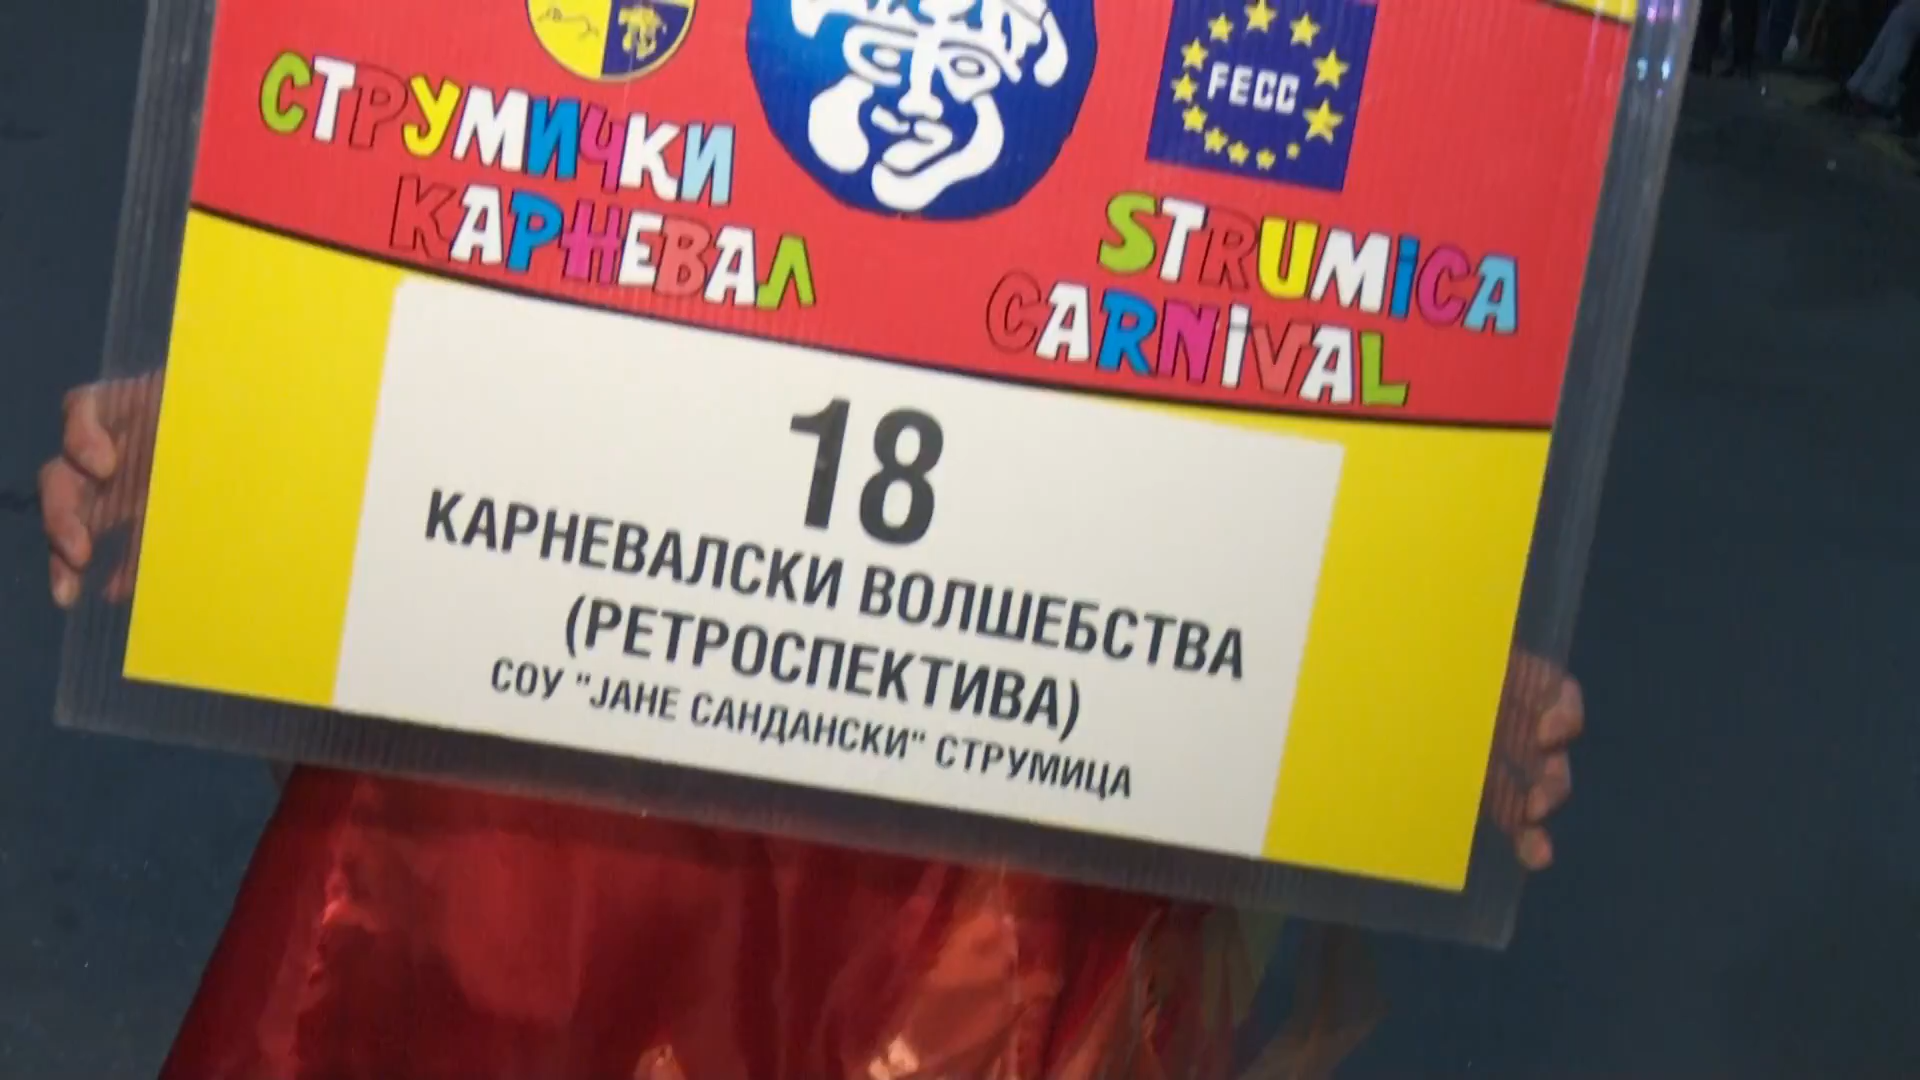 FECC
СТРУМИЧКИ
КАРНЕВАЛ
STRUMiCA
CARNiVAL
18
КАРНЕВАЛСКИ ВОЛШЕБСТВА
(РЕТРОСПЕКТИВА)
СОУ "ЈАНЕ САНДАНСКИ" СТРУМИЦА